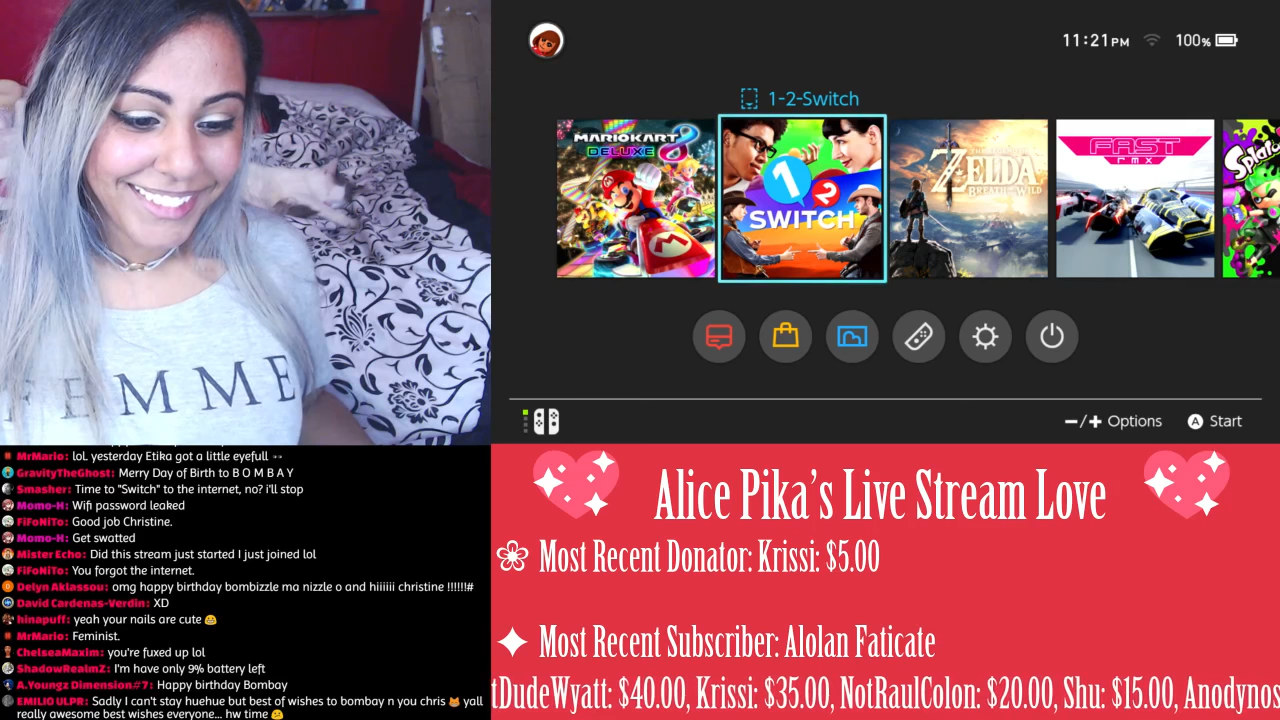 FEMME
11:21PM
100%
1-2-Switch
MARIOKART 8
DELUXE
1 2
SWITCH
THE LEGEND OF
ZELDA
BREATH OF THE WILD
FAST
rmx
Splat
-/+ Options
A Start
MrMario: lol. yesterday Etika got a little eyefull 👀
GravityTheGhost: Merry Day of Birth to B O M B A Y
Smasher: Time to "Switch" to the internet, no? i'll stop
Momo-H: Wifi password leaked
FiFoNiTo: Good job Christine.
Momo-H: Get swatted
Mister Echo: Did this stream just started I just joined lol
FiFoNiTo: You forgot the internet.
Delyn Aklassou: omg happy birthday bombizzle ma nizzle o and hiiiiii christine !!!!!!#
David Cardenas-Verdin: XD
hinapuff: yeah your nails are cute 😊
MrMario: Feminist.
ChelseaMaxim: you're fuxed up lol
ShadowRealmZ: I'm have only 9% battery left
A.Youngz Dimension#7: Happy birthday Bombay
EMILIO ULPR: Sadly I can't stay huehue but best of wishes to bombay n you chris 🐱 yall
really awesome best wishes everyone... hw time 😊
Alice Pika's Live Stream Love
Most Recent Donator: Krissi: $5.00
Most Recent Subscriber: Alolan Faticate
tDudeWyatt: $40.00, Krissi: $35.00, NotRaulColon: $20.00, Shu: $15.00, Anodynos